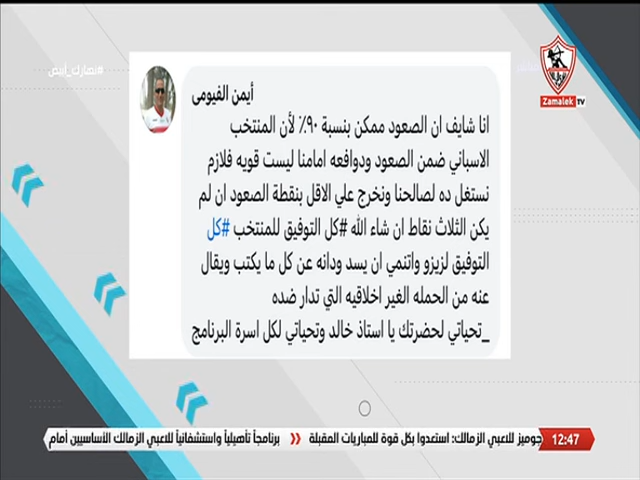 #نهارك_أبيض
Zamalek TV
أيمن الفيومى
انا شايف ان الصعود ممكن بنسبة ٩٠٪ لأن المنتخب
الاسباني ضمن الصعود ودوافعه امامنا ليست قويه فلازم
نستغل ده لصالحنا ونخرج علي الاقل بنقطة الصعود ان لم
يكن الثلاث نقاط ان شاء الله #كل التوفيق للمنتخب #كل
التوفيق لزيزو واتنمي ان يسد ودانه عن كل ما يكتب ويقال
عنه من الحمله الغير اخلاقيه التي تدار ضده
_تحياتي لحضرتك يا استاذ خالد وتحياتي لكل اسرة البرنامج
12:47 جوميز للاعبي الزمالك: استعدوا بكل قوة للمباريات المقبلة برنامجاً تأهيلياً واستشفائياً للاعبي الزمالك الأساسيين أمام